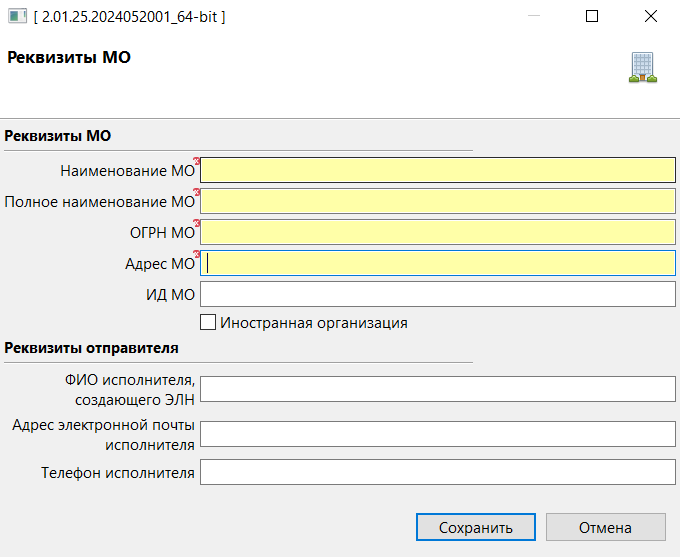 [ 2.01.25.2024052001_64-bit ]
Реквизиты МО
Реквизиты МО
Наименование МО
Полное наименование МО
ОГРН МО
Адрес МО
ИД МО
Иностранная организация
Реквизиты отправителя
ФИО исполнителя,
создающего ЭЛН
Адрес электронной почты
исполнителя
Телефон исполнителя
Сохранить
Отмена